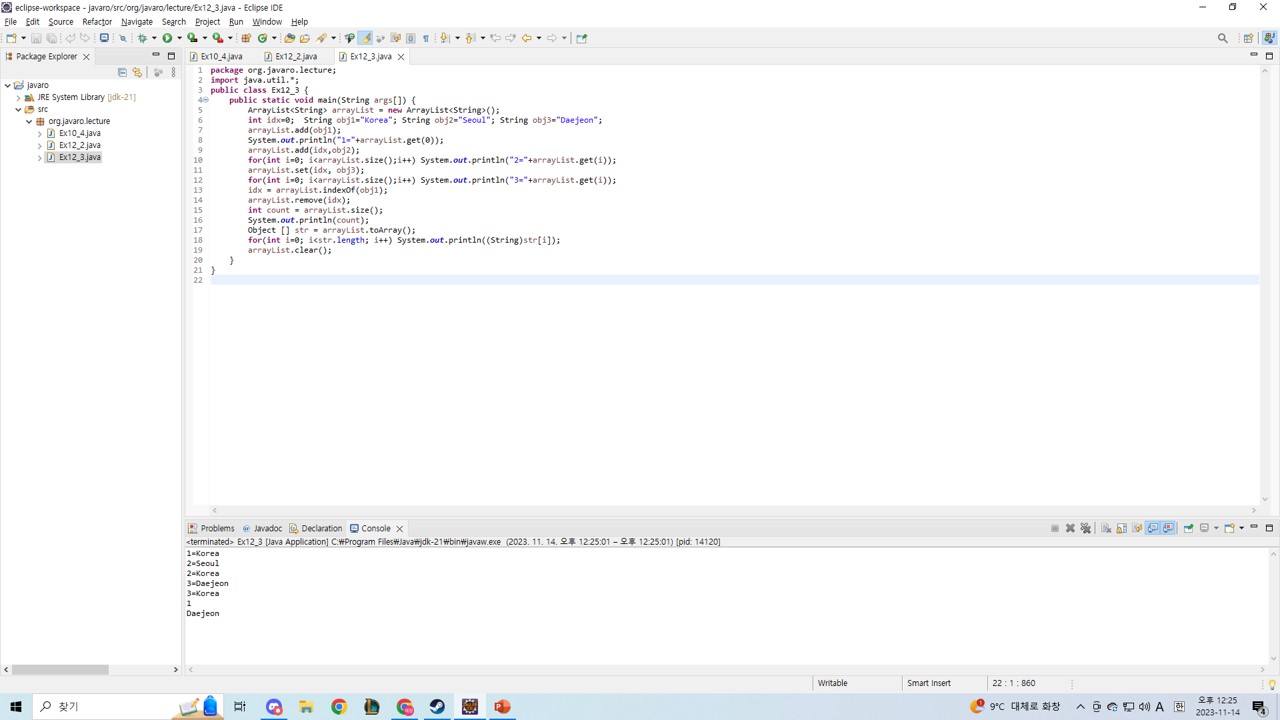 eclipse-workspace - javaro/src/org/javaro/lecture/Ex12_3.java - Eclipse IDE
File Edit Source Refactor Navigate Search Project Run Window Help
Package Explorer
Ex10_4.java Ex12_2.java Ex12_3.java
javaro
JRE System Library [jdk-21]
src
org.javaro.lecture
Ex10_4.java
Ex12_2.java
Ex12_3.java
1 package org.javaro.lecture;
2 import java.util.*;
3 public class Ex12_3 {
4 public static void main(String args[]) {
5 ArrayList<String> arrayList = new ArrayList<String>();
6 int idx=0; String obj1="Korea"; String obj2="Seoul"; String obj3="Daejeon";
7 arrayList.add(obj1);
8 System.out.println("1="+arrayList.get(0));
9 arrayList.add(idx,obj2);
10 for(int i=0; i<arrayList.size();i++) System.out.println("2="+arrayList.get(i));
11 arrayList.set(idx, obj3);
12 for(int i=0; i<arrayList.size();i++) System.out.println("3="+arrayList.get(i));
13 idx = arrayList.indexOf(obj1);
14 arrayList.remove(idx);
15 int count = arrayList.size();
16 System.out.println(count);
17 Object [] str = arrayList.toArray();
18 for(int i=0; i<str.length; i++) System.out.println((String)str[i]);
19 arrayList.clear();
20 }
21 }
22
Problems Javadoc Declaration Console
<terminated> Ex12_3 [Java Application] C:₩Program Files₩Java₩jdk-21₩bin₩javaw.exe (2023. 11. 14. 오후 12:25:01 – 오후 12:25:01) [pid: 14120]
1=Korea
2=Seoul
2=Korea
3=Daejeon
3=Korea
1
Daejeon
Writable Smart Insert 22 : 1 : 860
찾기
9°C 대체로 화창
A 한
오후 12:25
2023-11-14
4